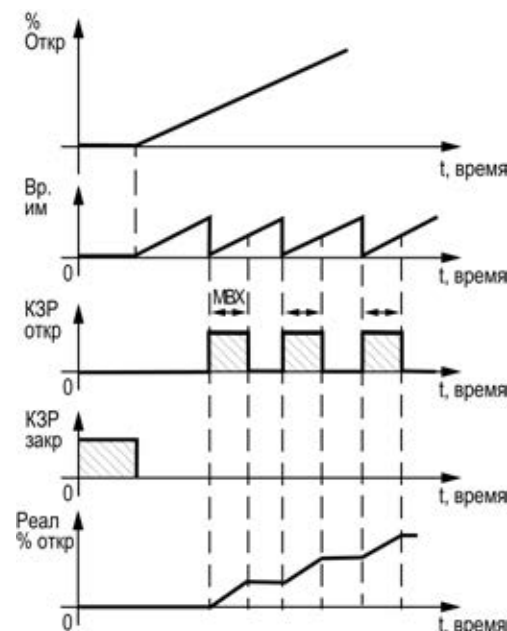 %
Откр
t, время
Вр.
им
0
t, время
МВХ
КЗР
откр
0
t, время
КЗР
закр
0
t, время
Реал
% откр
0
t, время